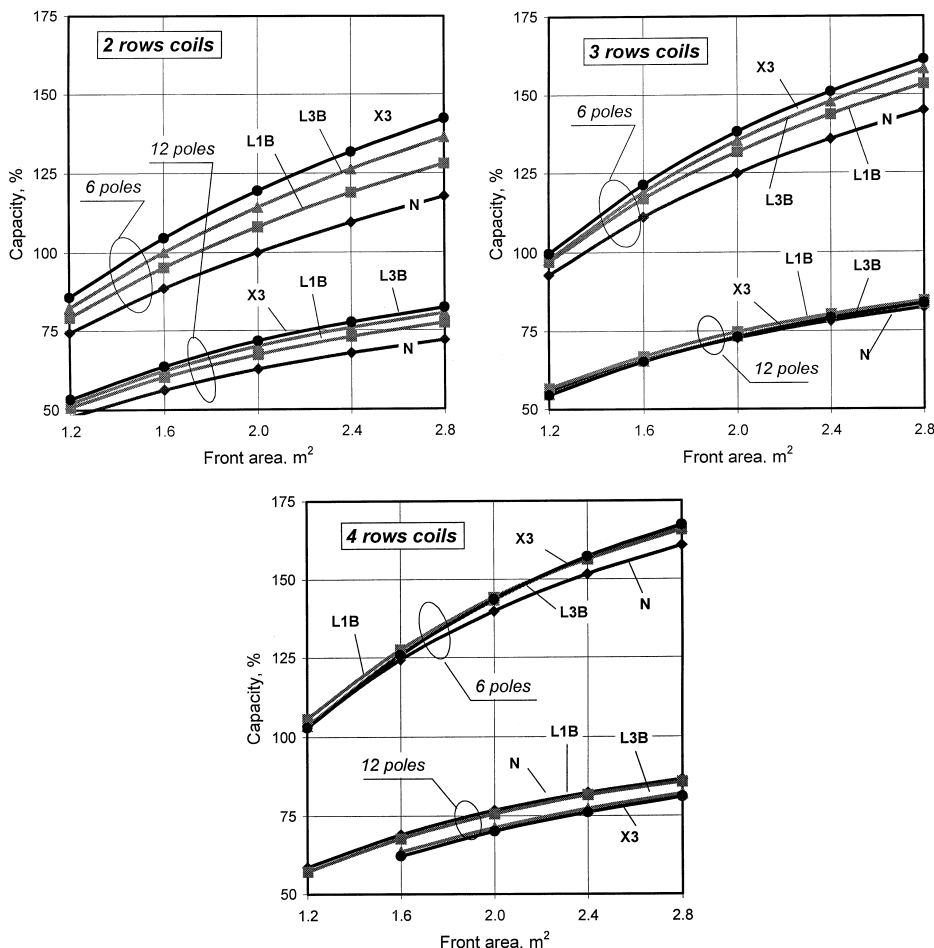 2 rows coils
175
150
125
100
75
50
Capacity, %
6 poles
12 poles
L1B
L3B
X3
N
X3
L1B
L3B
N
1.2 1.6 2.0 2.4 2.8
Front area. m²
3 rows coils
175
150
125
100
75
50
Capacity, %
6 poles
X3
N
L1B
L3B
L1B
L3B
X3
N
12 poles
1.2 1.6 2.0 2.4 2.8
Front area. m²
4 rows coils
175
150
125
100
75
50
Capacity, %
X3
L1B
L3B
N
6 poles
12 poles
N
L1B
L3B
X3
1.2 1.6 2.0 2.4 2.8
Front area. m²